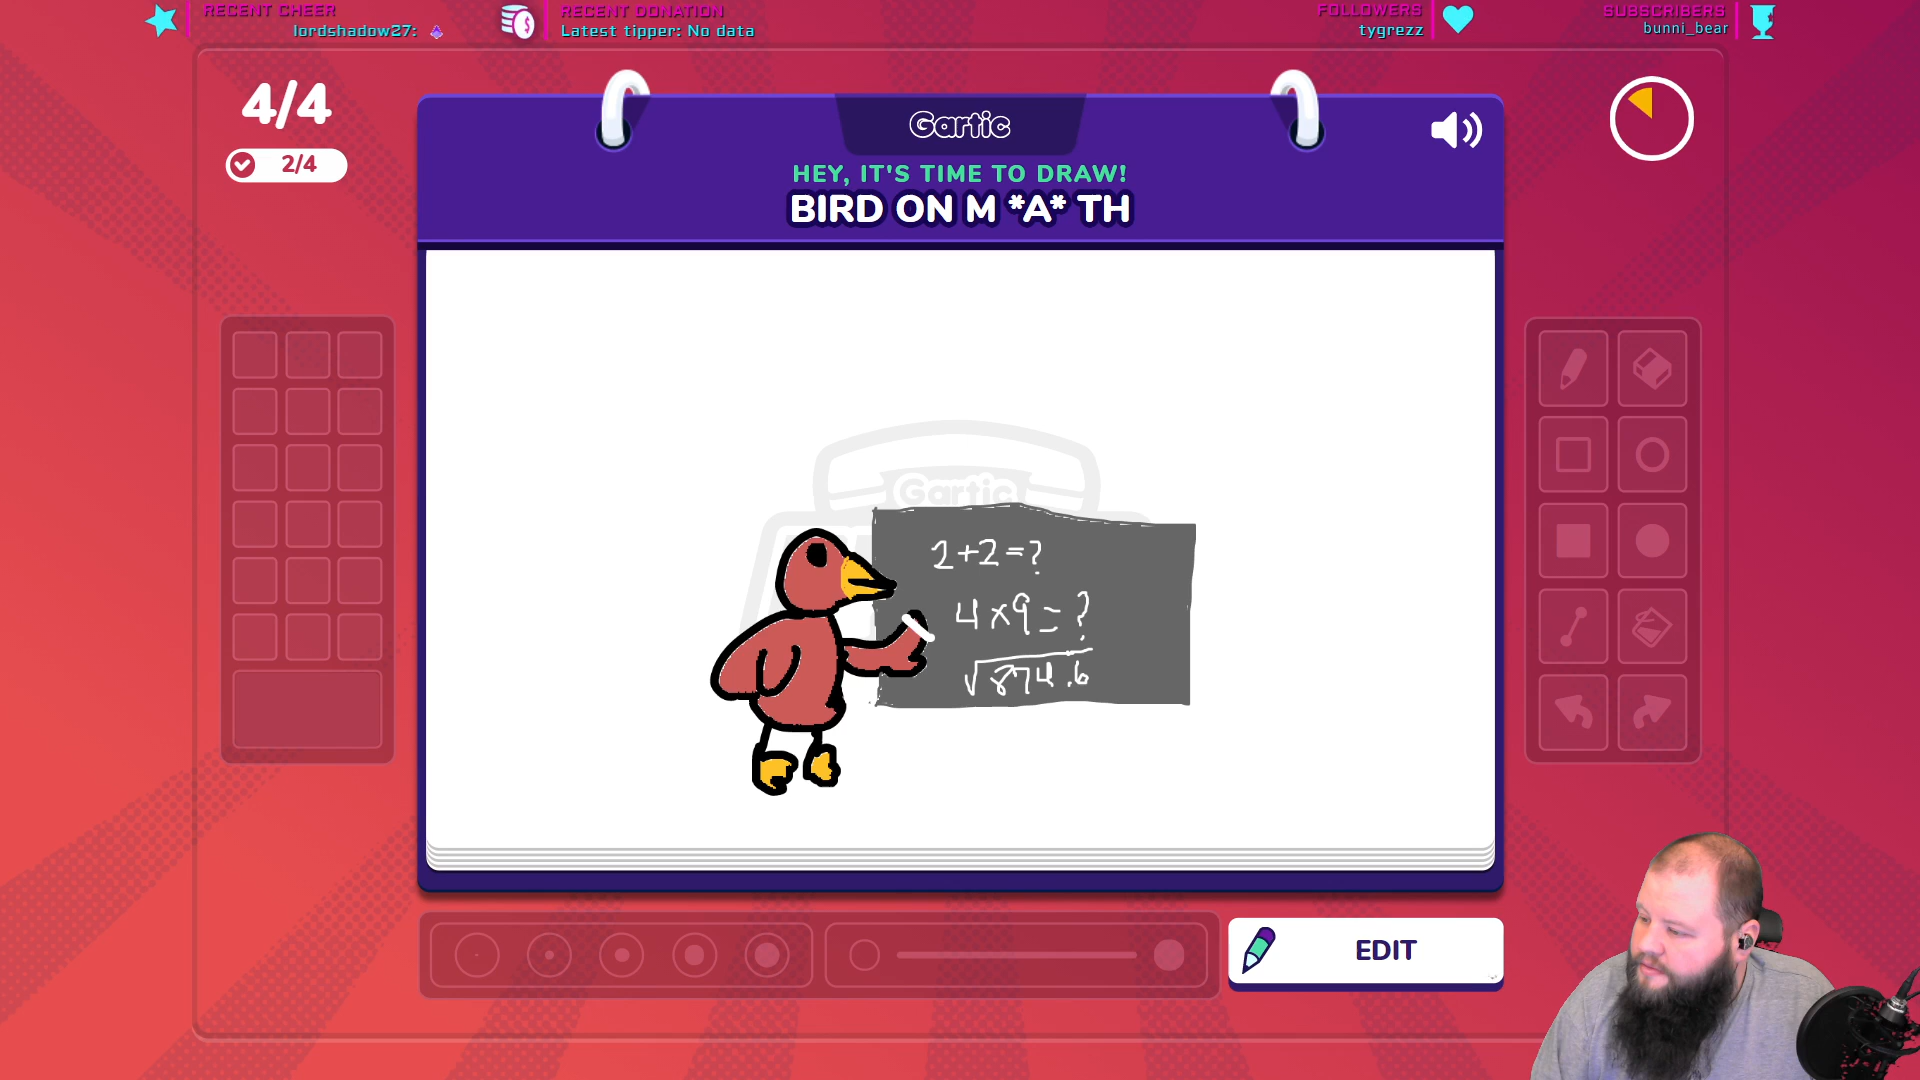 RECENT CHEER
lordshadow27:
RECENT DONATION
Latest tipper: No data
FOLLOWERS
tygrezz
SUBSCRIBERS
bunni_bear
4/4
2/4
Gartic
HEY, IT'S TIME TO DRAW!
BIRD ON M *A* TH
Gartic
2+2=?
4x9=?
√874.6
EDIT